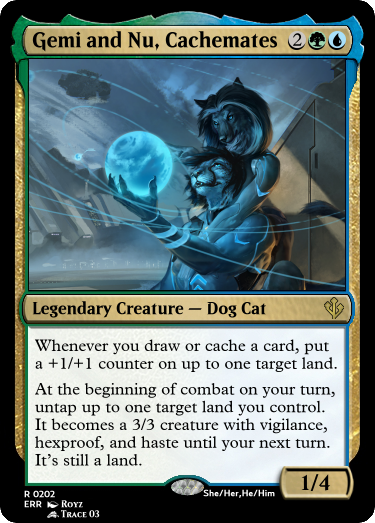 Gemi and Nu, Cachemates 2
Legendary Creature — Dog Cat
Whenever you draw or cache a card, put
a +1/+1 counter on up to one target land.
At the beginning of combat on your turn,
untap up to one target land you control.
It becomes a 3/3 creature with vigilance,
hexproof, and haste until your next turn.
It's still a land.
1/4
R 0202
ERR Royz
Trace 03
She/Her,He/Him